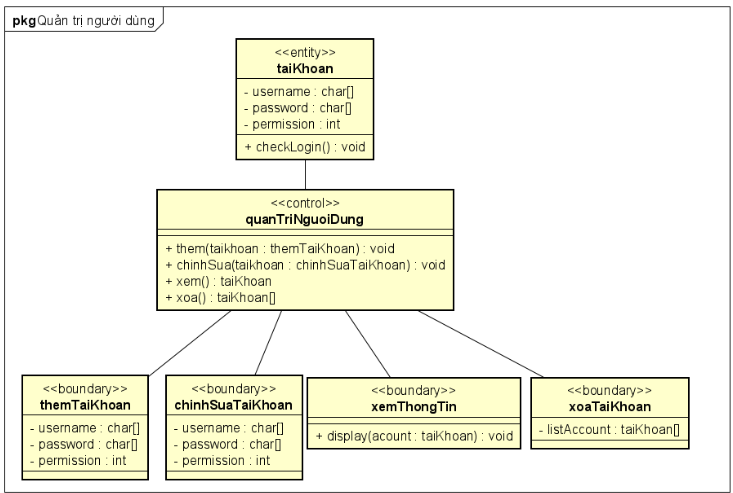 pkg Quản trị người dùng
<<entity>>
taiKhoan
- username : char[]
- password : char[]
- permission : int
+ checkLogin() : void
<<control>>
quanTriNguoiDung
+ them(taikhoan : themTaiKhoan) : void
+ chinhSua(taikhoan : chinhSuaTaiKhoan) : void
+ xem() : taiKhoan
+ xoa() : taiKhoan[]
<<boundary>>
themTaiKhoan
- username : char[]
- password : char[]
- permission : int
<<boundary>>
chinhSuaTaiKhoan
- username : char[]
- password : char[]
- permission : int
<<boundary>>
xemThongTin
+ display(acount : taiKhoan) : void
<<boundary>>
xoaTaiKhoan
- listAccount : taiKhoan[]